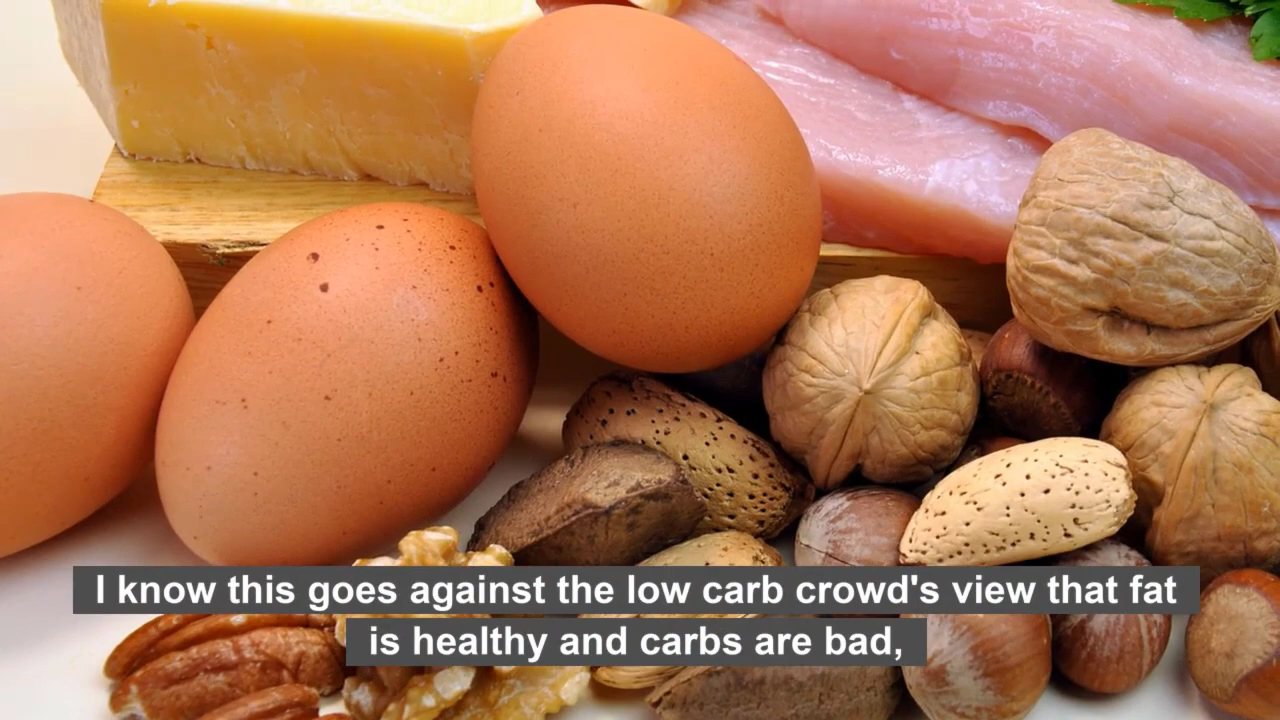 I know this goes against the low carb crowd's view that fat
is healthy and carbs are bad,